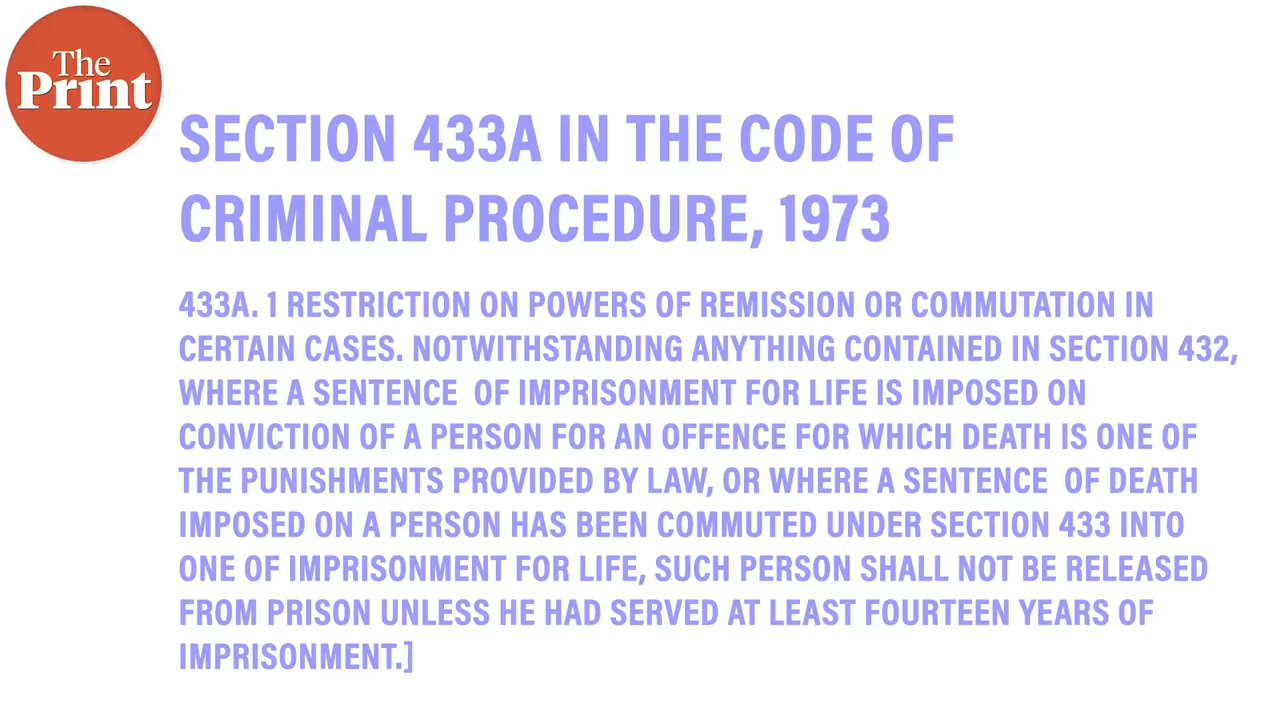 The
Print
SECTION 433A IN THE CODE OF
CRIMINAL PROCEDURE, 1973
433A. 1 RESTRICTION ON POWERS OF REMISSION OR COMMUTATION IN
CERTAIN CASES. NOTWITHSTANDING ANYTHING CONTAINED IN SECTION 432,
WHERE A SENTENCE OF IMPRISONMENT FOR LIFE IS IMPOSED ON
CONVICTION OF A PERSON FOR AN OFFENCE FOR WHICH DEATH IS ONE OF
THE PUNISHMENTS PROVIDED BY LAW, OR WHERE A SENTENCE OF DEATH
IMPOSED ON A PERSON HAS BEEN COMMUTED UNDER SECTION 433 INTO
ONE OF IMPRISONMENT FOR LIFE, SUCH PERSON SHALL NOT BE RELEASED
FROM PRISON UNLESS HE HAD SERVED AT LEAST FOURTEEN YEARS OF
IMPRISONMENT.]